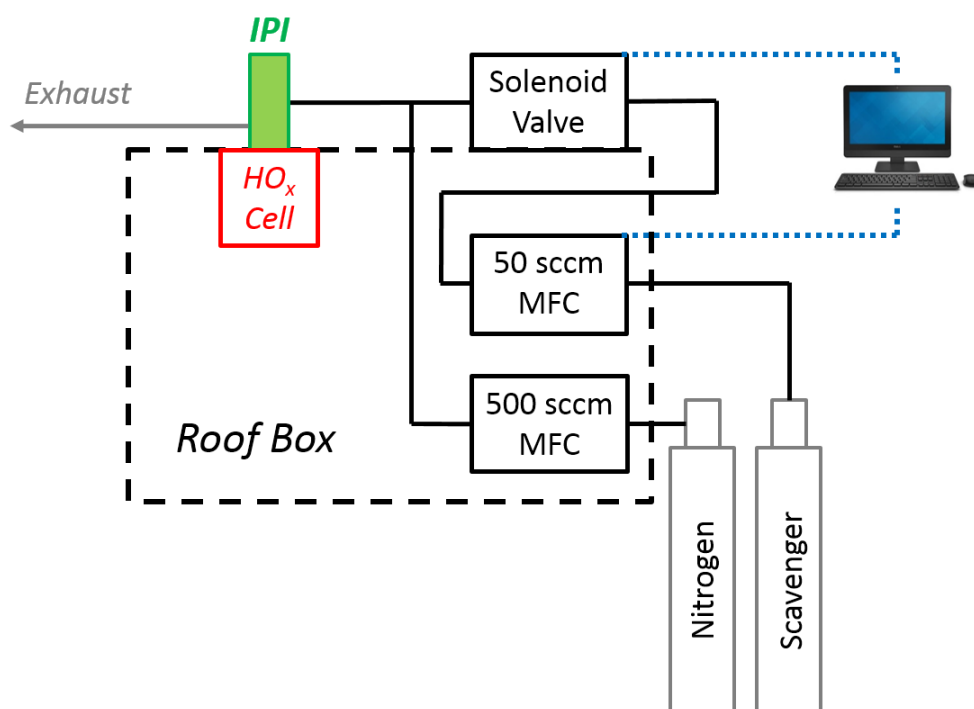 IPI
Exhaust
Solenoid
Valve
HOx
Cell
50 sccm
MFC
500 sccm
MFC
Roof Box
Nitrogen
Scavenger